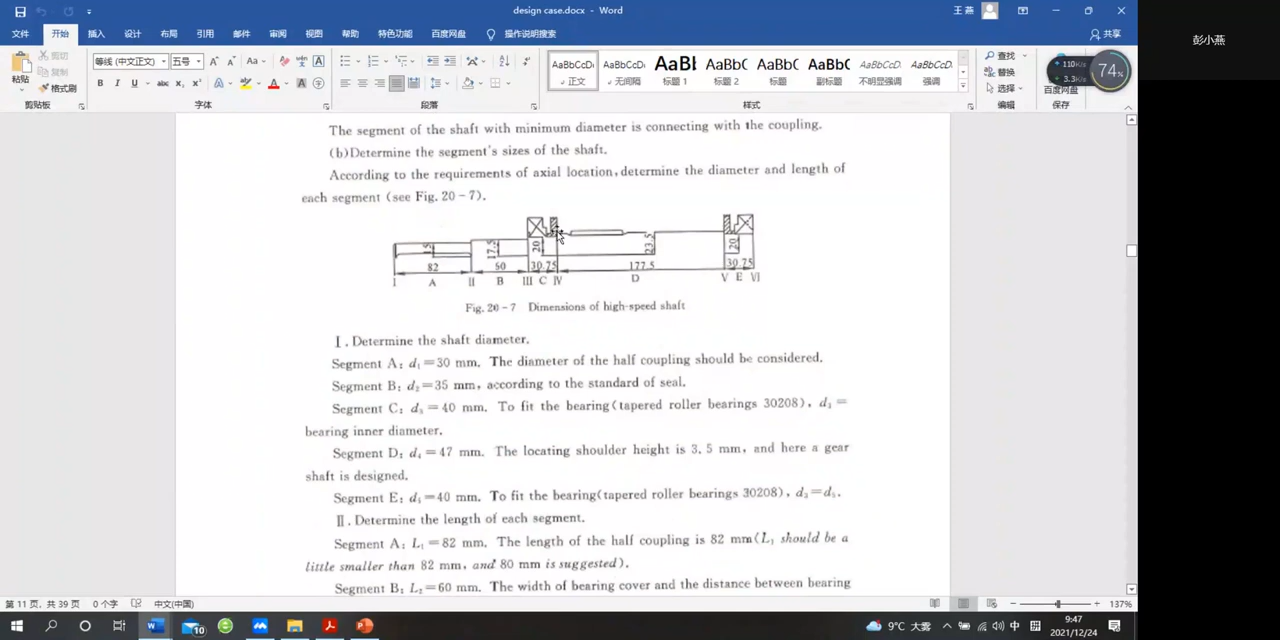 design case.docx - Word
王 燕
文件 开始 插入 设计 布局 引用 邮件 审阅 视图 帮助 特色功能 百度网盘 操作说明搜索
共享
彭小燕
粘贴
剪切
复制
格式刷
剪贴板
等线 (中文正文) 五号
字体
段落
AaBbCcDd AaBbCcDd AaBb AaBbC AaBbC AaBbC AaBbCcDd AaBbCcD
正文 无间隔 标题 1 标题 2 标题 副标题 不明显强调 强调
样式
查找
替换
选择
编辑
110K/s
3.3K/s
74%
百度网盘
保存
The segment of the shaft with minimum diameter is connecting with the coupling.
(b)Determine the segment's sizes of the shaft.
According to the requirements of axial location, determine the diameter and length of
each segment (see Fig. 20-7).
15 17.5 20 23.5 20
82 50 30.75 177.5 30.75
I A II B III C IV D V E VI
Fig. 20-7 Dimensions of high-speed shaft
Ⅰ. Determine the shaft diameter.
Segment A: d₁=30 mm. The diameter of the half coupling should be considered.
Segment B: d₂=35 mm, according to the standard of seal.
Segment C: d₃=40 mm. To fit the bearing(tapered roller bearings 30208), d₃=
bearing inner diameter.
Segment D: d₄=47 mm. The locating shoulder height is 3.5 mm, and here a gear
shaft is designed.
Segment E: d₅=40 mm. To fit the bearing(tapered roller bearings 30208), d₃=d₅.
Ⅱ. Determine the length of each segment.
Segment A: L₁=82 mm. The length of the half coupling is 82 mm(L₁ should be a
little smaller than 82 mm, and 80 mm is suggested).
Segment B: L₂=60 mm. The width of bearing cover and the distance between bearing
第 11 页, 共 39 页 0 个字 中文(中国)
137%
10
9°C 大雾
中
9:47
2021/12/24